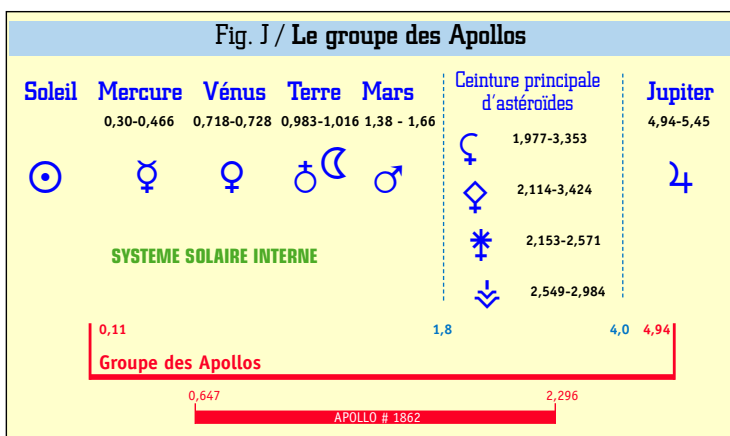 Fig. J / Le groupe des Apollos
Soleil Mercure Vénus Terre Mars Ceinture principale d'astéroïdes Jupiter
0,30-0,466 0,718-0,728 0,983-1,016 1,38 - 1,66 4,94-5,45
1,977-3,353
2,114-3,424
2,153-2,571
SYSTEME SOLAIRE INTERNE
2,549-2,984
0,11 1,8 4,0 4,94
Groupe des Apollos
0,647 2,296
APOLLO # 1862